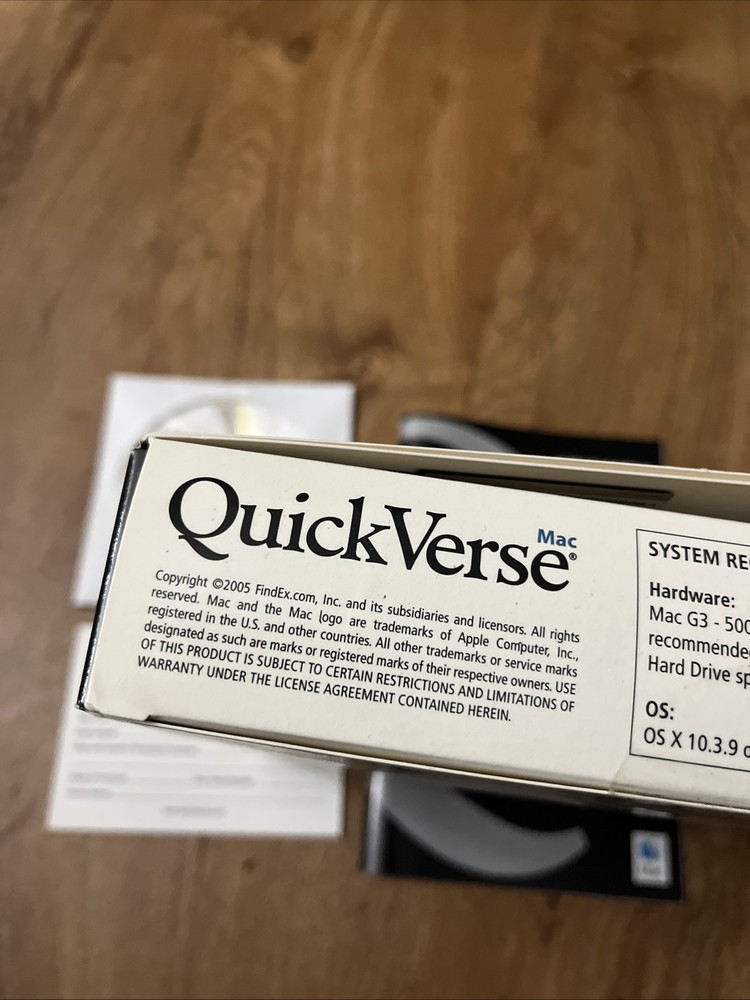 QuickVerse®
Mac
Copyright ©2005 FindEx.com, Inc. and its subsidiaries and licensors. All rights
reserved. Mac and the Mac logo are trademarks of Apple Computer, Inc.,
registered in the U.S. and other countries. All other trademarks or service marks
designated as such are marks or registered marks of their respective owners. USE
OF THIS PRODUCT IS SUBJECT TO CERTAIN RESTRICTIONS AND LIMITATIONS OF
WARRANTY UNDER THE LICENSE AGREEMENT CONTAINED HEREIN.
SYSTEM RE
Hardware:
Mac G3 - 500
recommende
Hard Drive sp
OS:
OS X 10.3.9 o